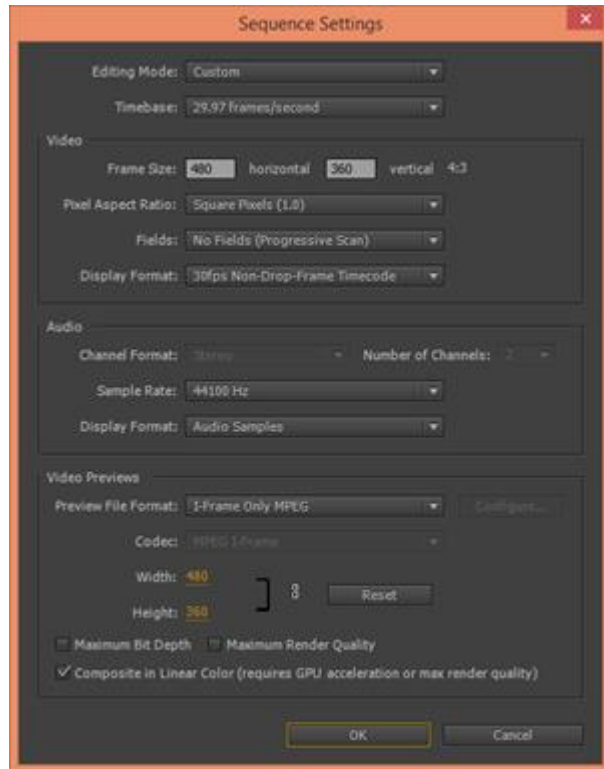 Sequence Settings
Editing Mode: Custom
Timebase: 29.97 frames/second
Video
Frame Size: 480 horizontal 360 vertical 4:3
Pixel Aspect Ratio: Square Pixels (1.0)
Fields: No Fields (Progressive Scan)
Display Format: 30fps Non-Drop-Frame Timecode
Audio
Channel Format: Stereo Number of Channels: 2
Sample Rate: 44100 Hz
Display Format: Audio Samples
Video Previews
Preview File Format: I-Frame Only MPEG Configure...
Codec: MPEG I-Frame
Width: 480
Reset
Height: 360
Maximum Bit Depth Maximum Render Quality
Composite in Linear Color (requires GPU acceleration or max render quality)
OK Cancel